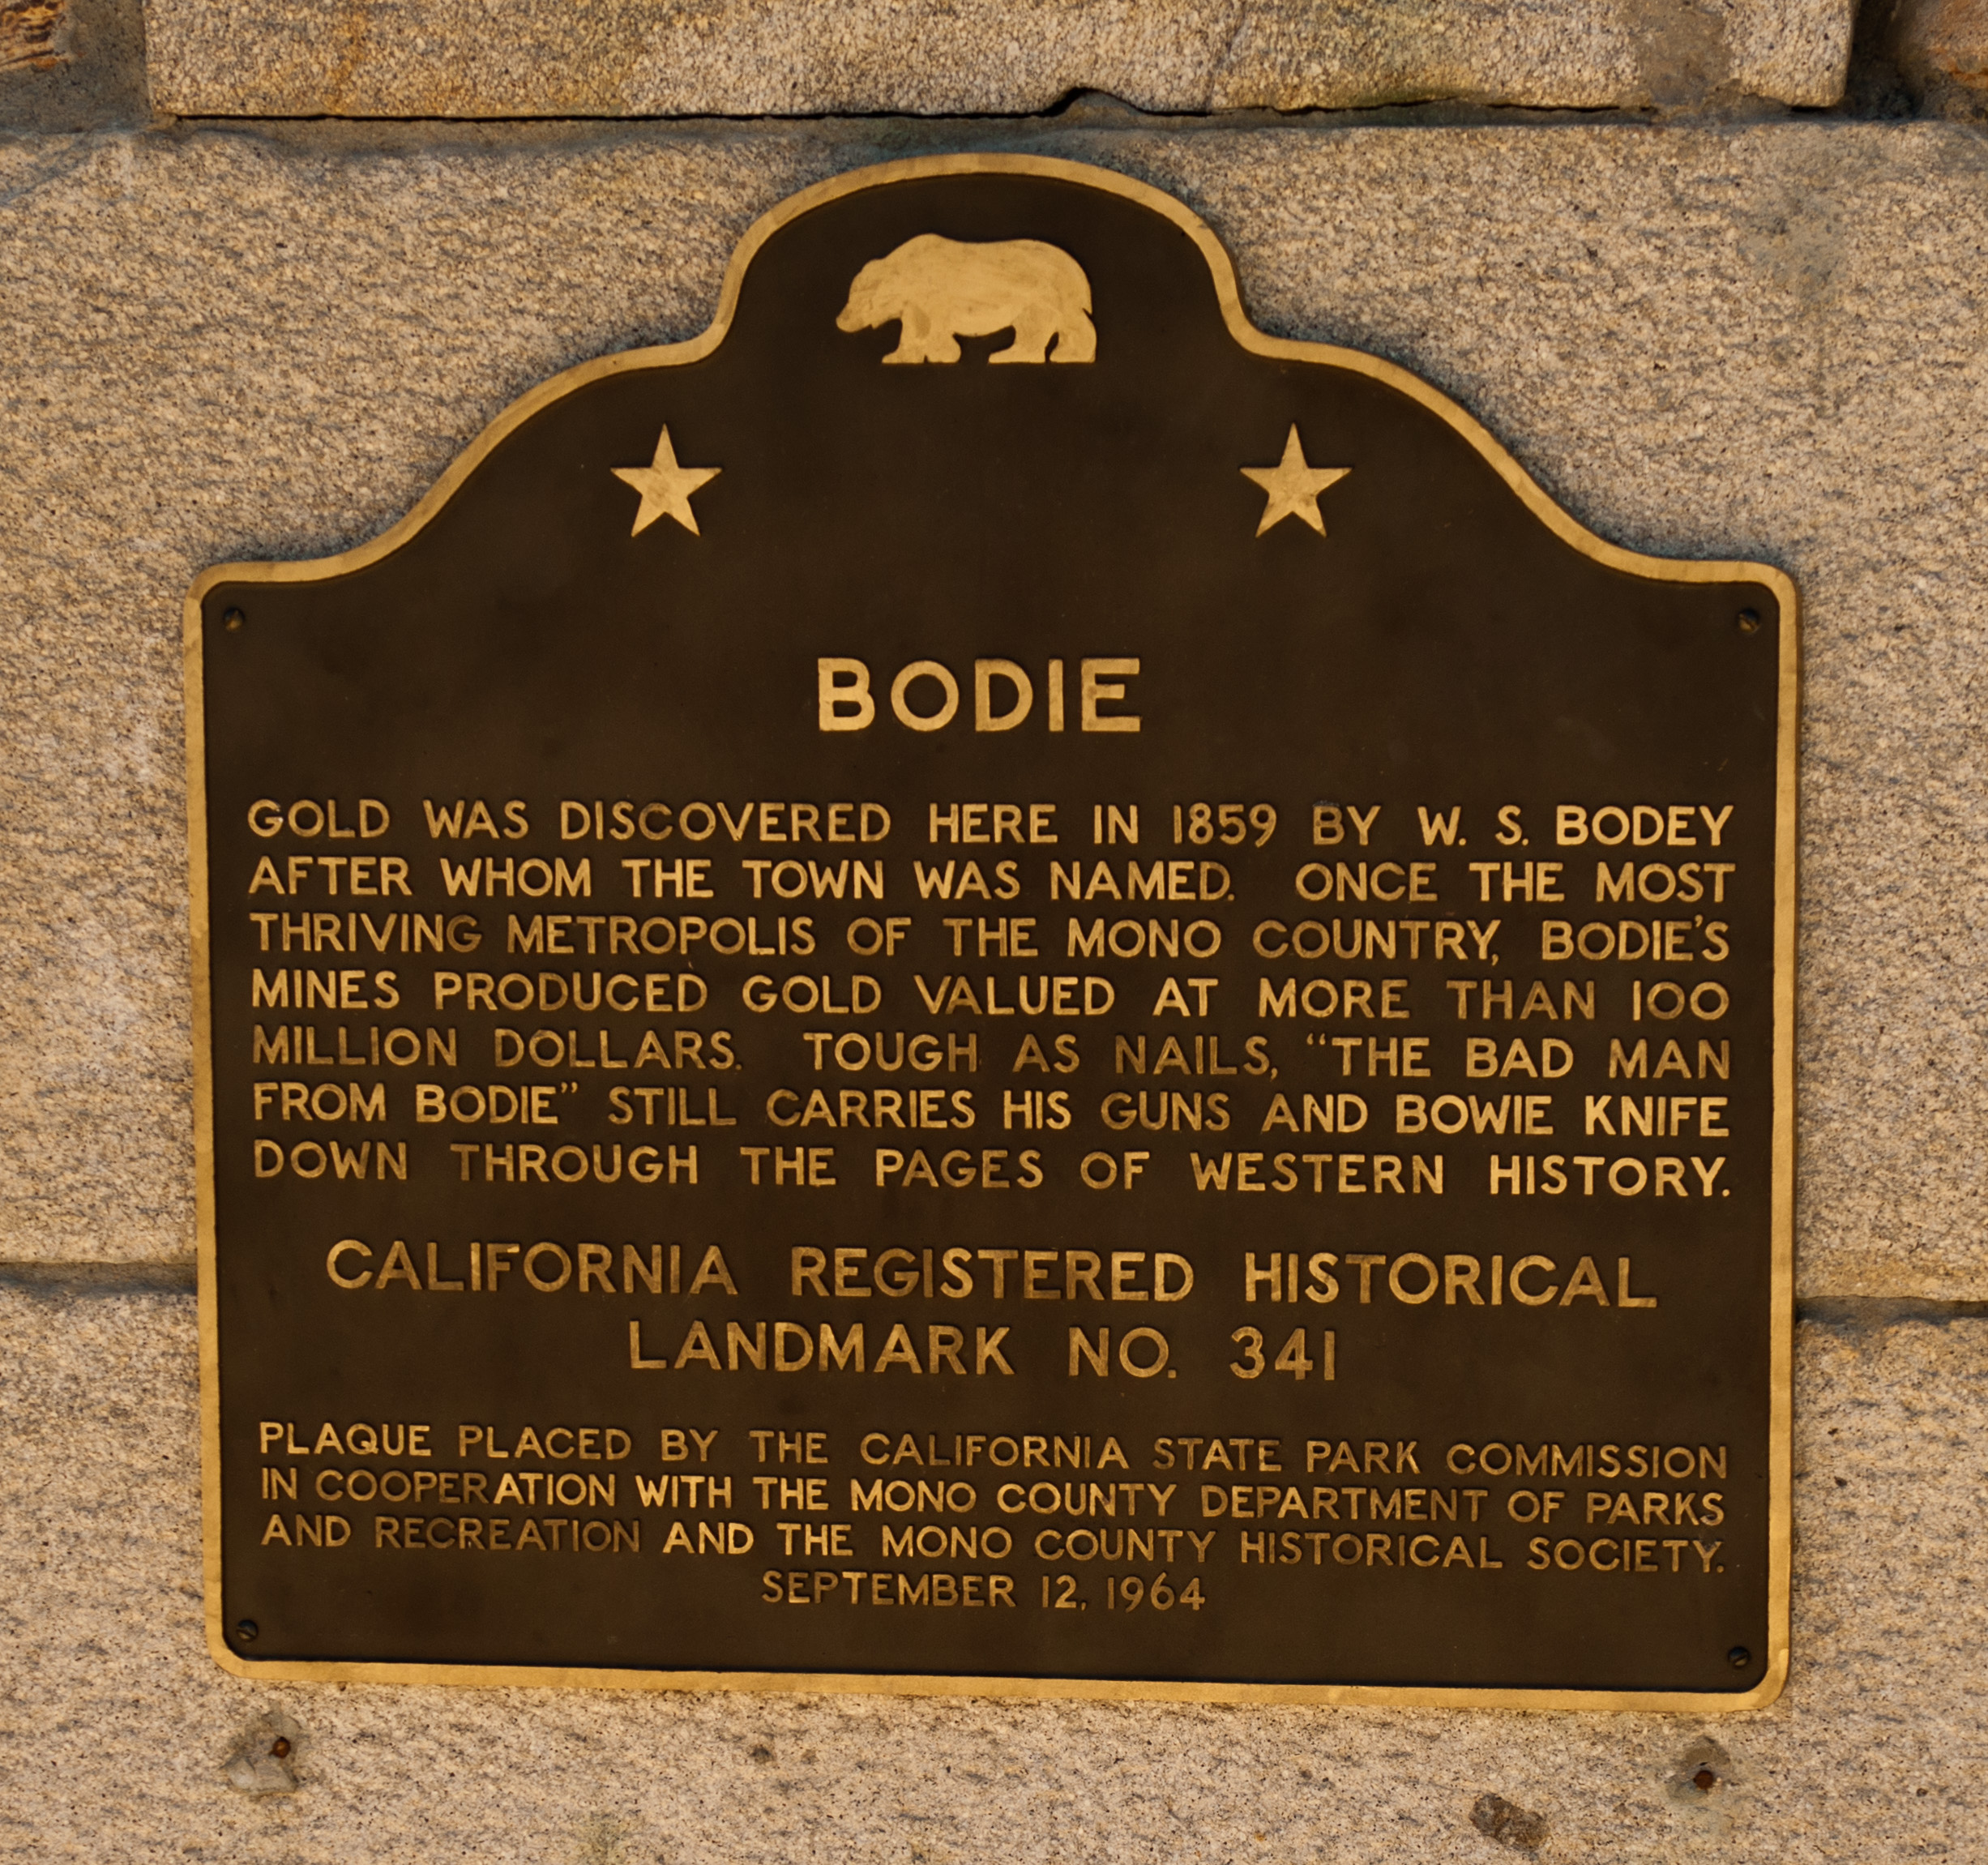 BODIE
GOLD WAS DISCOVERED HERE IN 1859 BY W. S. BODEY
AFTER WHOM THE TOWN WAS NAMED. ONCE THE MOST
THRIVING METROPOLIS OF THE MONO COUNTRY, BODIE'S
MINES PRODUCED GOLD VALUED AT MORE THAN 100
MILLION DOLLARS. TOUGH AS NAILS, “THE BAD MAN
FROM BODIE” STILL CARRIES HIS GUNS AND BOWIE KNIFE
DOWN THROUGH THE PAGES OF WESTERN HISTORY.
CALIFORNIA REGISTERED HISTORICAL
LANDMARK NO. 341
PLAQUE PLACED BY THE CALIFORNIA STATE PARK COMMISSION
IN COOPERATION WITH THE MONO COUNTY DEPARTMENT OF PARKS
AND RECREATION AND THE MONO COUNTY HISTORICAL SOCIETY.
SEPTEMBER 12, 1964